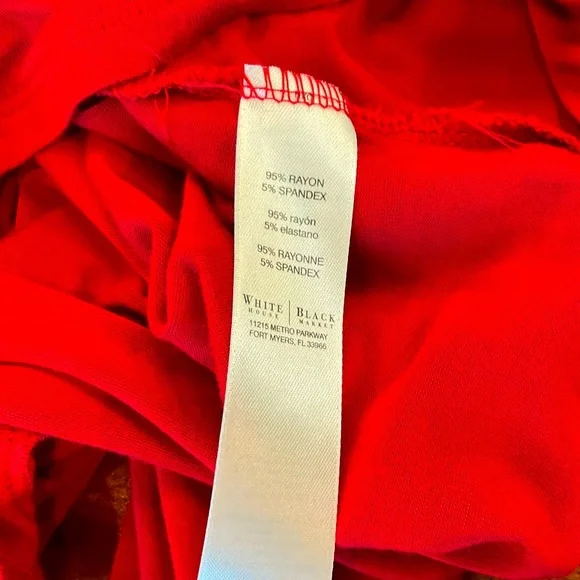 95% RAYON
5% SPANDEX
95% rayón
5% elastano
95% RAYONNE
5% SPANDEX
WHITE | BLACK
HOUSE | MARKET
11215 METRO PARKWAY
FORT MYERS, FL 33966